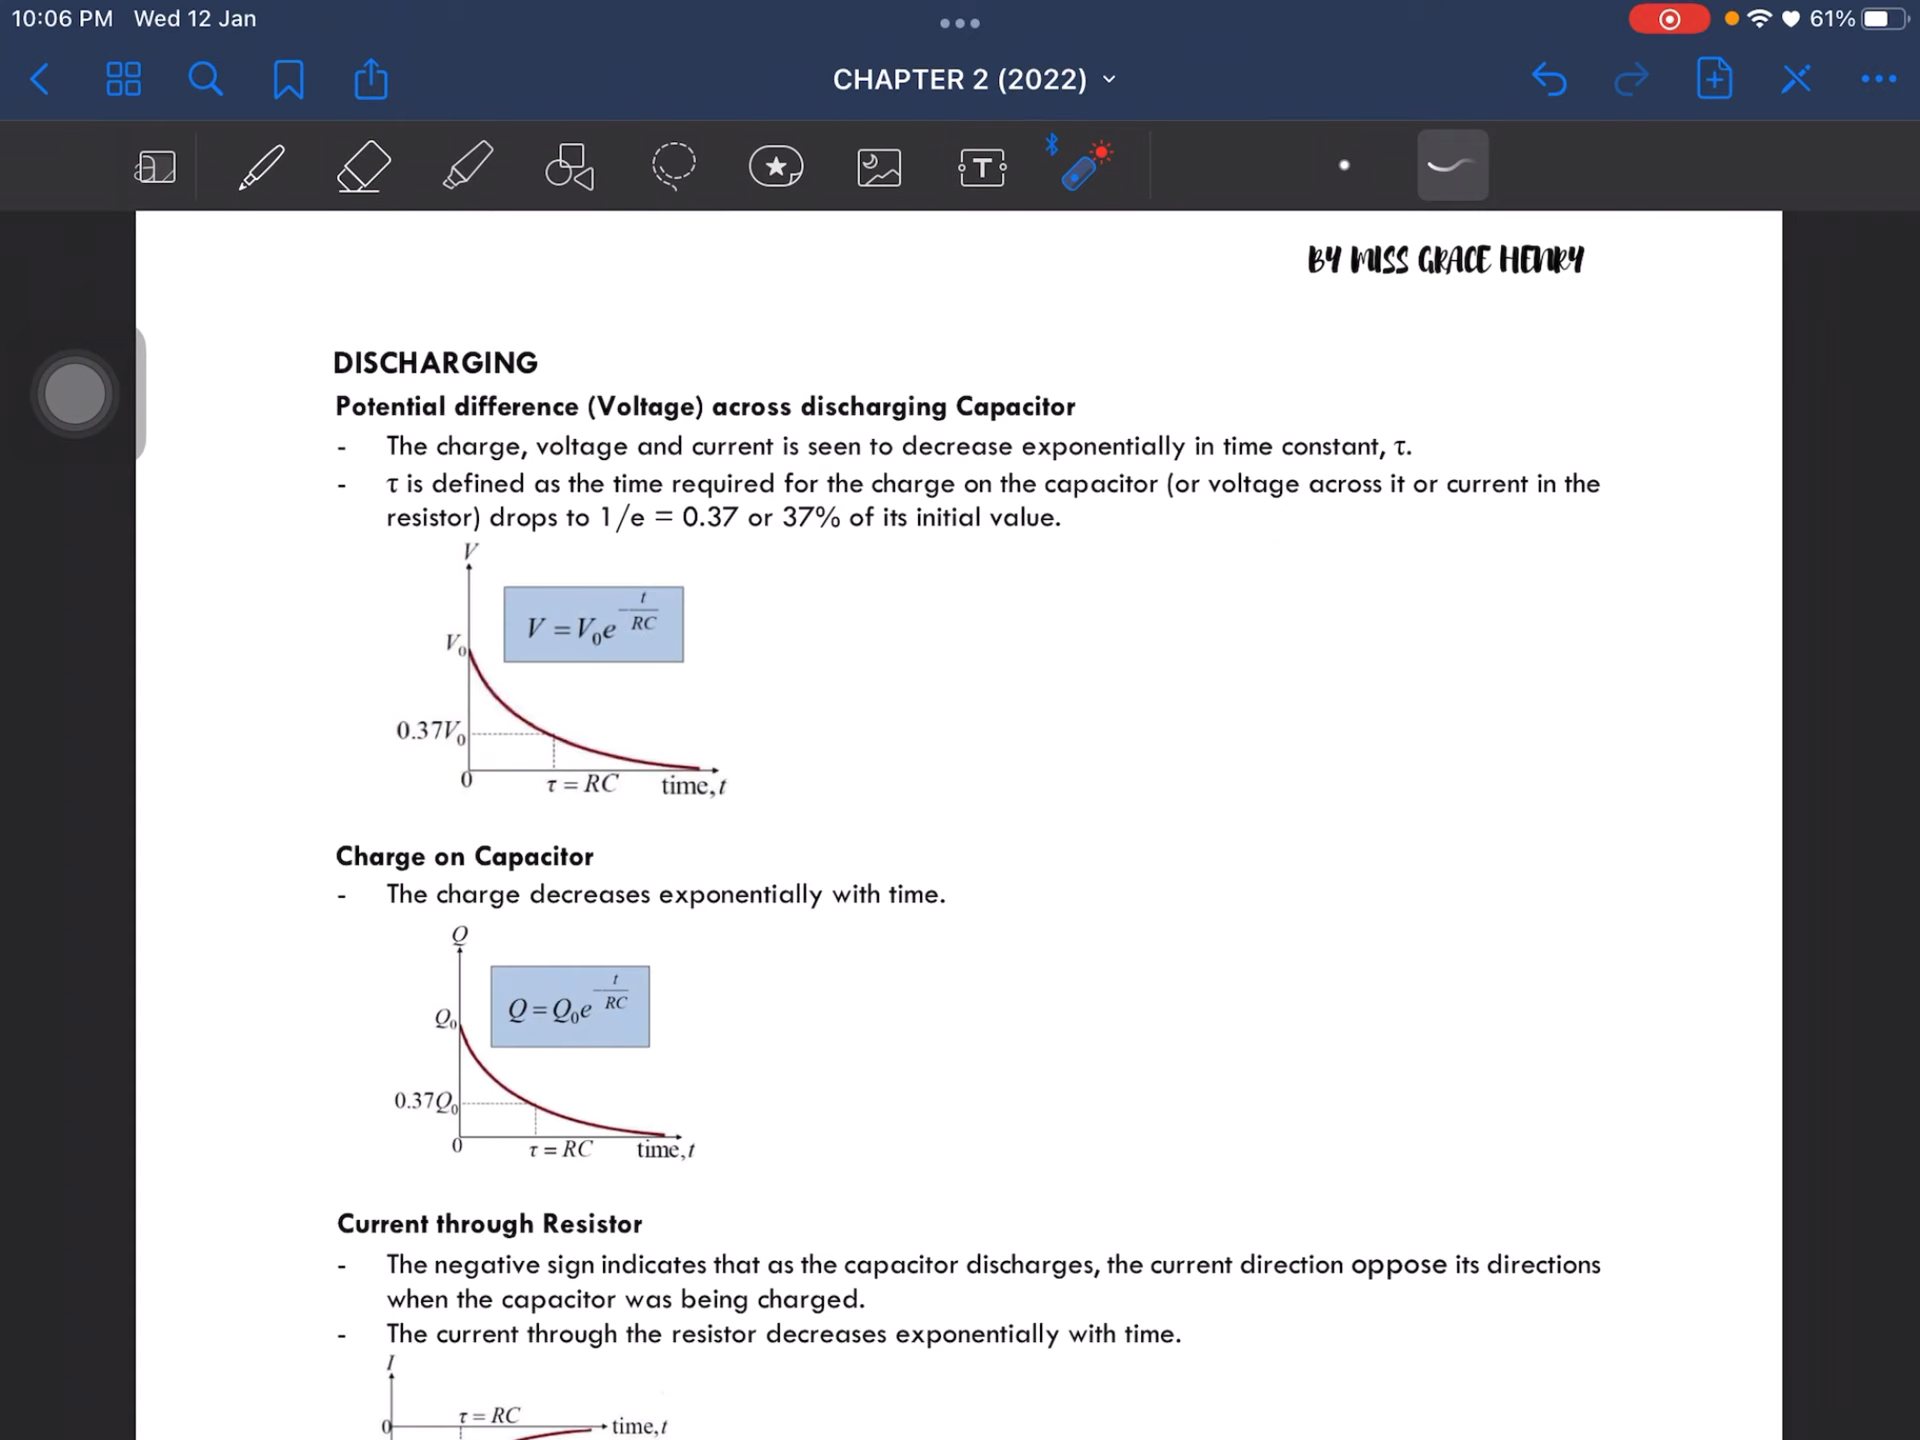 10:06 PM Wed 12 Jan
61%
CHAPTER 2 (2022)
T
BY MISS GRACE HENRY
DISCHARGING
Potential difference (Voltage) across discharging Capacitor
- The charge, voltage and current is seen to decrease exponentially in time constant, τ.
- τ is defined as the time required for the charge on the capacitor (or voltage across it or current in the
resistor) drops to 1/e = 0.37 or 37% of its initial value.
V
V = V₀e^(-t/RC)
V₀
0.37V₀
0 τ = RC time,t
Charge on Capacitor
- The charge decreases exponentially with time.
Q
Q = Q₀e^(-t/RC)
Q₀
0.37Q₀
0 τ = RC time,t
Current through Resistor
- The negative sign indicates that as the capacitor discharges, the current direction oppose its directions
when the capacitor was being charged.
- The current through the resistor decreases exponentially with time.
I
τ = RC
0 time,t